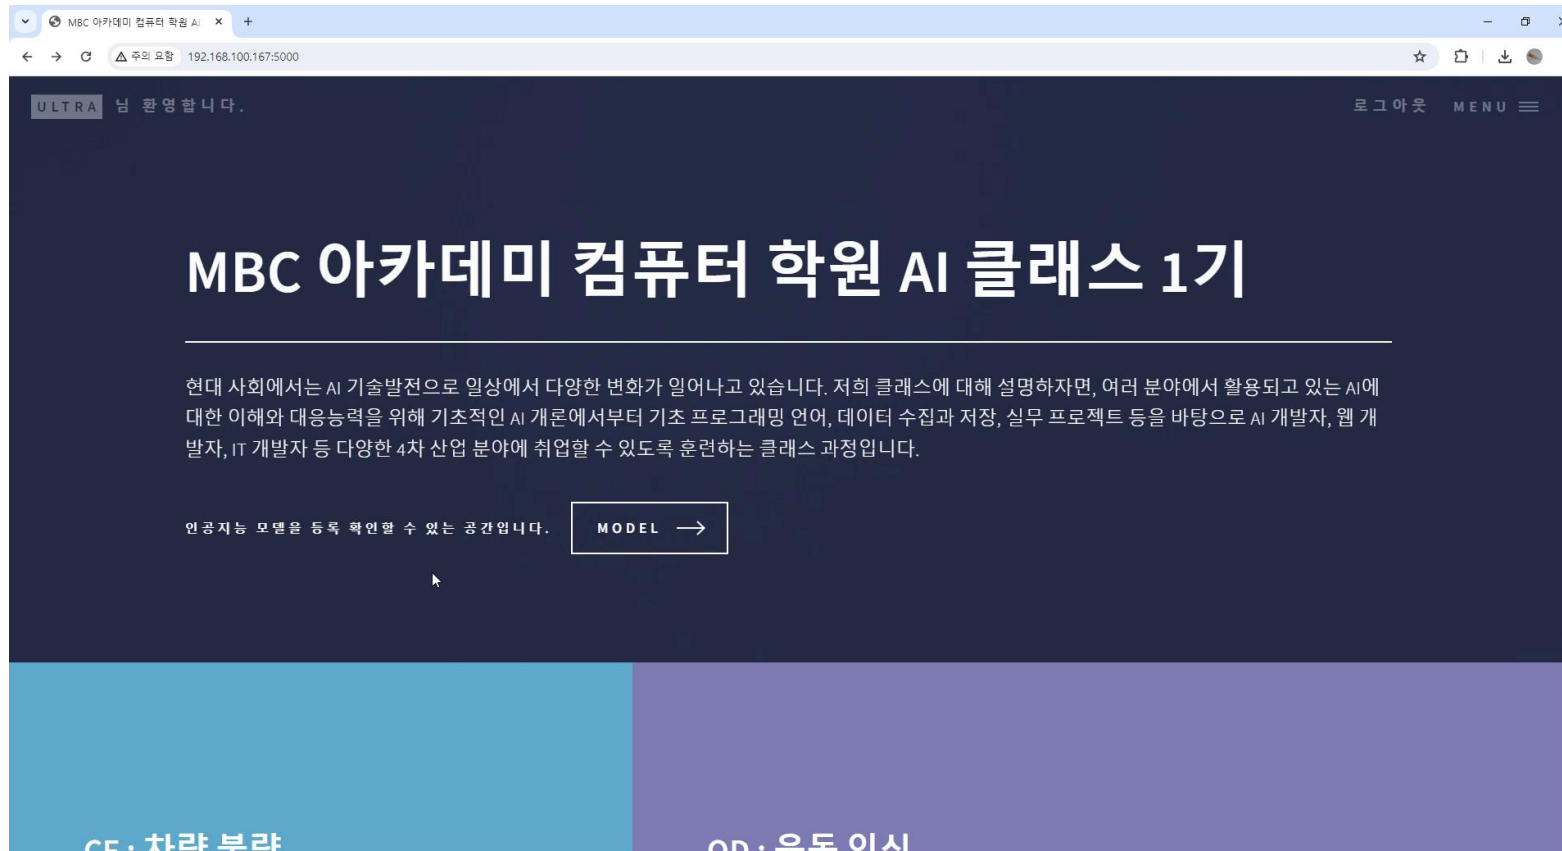 MBC 아카데미 컴퓨터 학원 AI
주의 요함 192.168.100.167:5000
ULTRA 님 환영합니다.
로그아웃 MENU
MBC 아카데미 컴퓨터 학원 AI 클래스 1기
현대 사회에서는 AI 기술발전으로 일상에서 다양한 변화가 일어나고 있습니다. 저희 클래스에 대해 설명하자면, 여러 분야에서 활용되고 있는 AI에
대한 이해와 대응능력을 위해 기초적인 AI 개론에서부터 기초 프로그래밍 언어, 데이터 수집과 저장, 실무 프로젝트 등을 바탕으로 AI 개발자, 웹 개
발자, IT 개발자 등 다양한 4차 산업 분야에 취업할 수 있도록 훈련하는 클래스 과정입니다.
인공지능 모델을 등록 확인할 수 있는 공간입니다.
MODEL
CF : 차량 불량
OD : 운동 인식